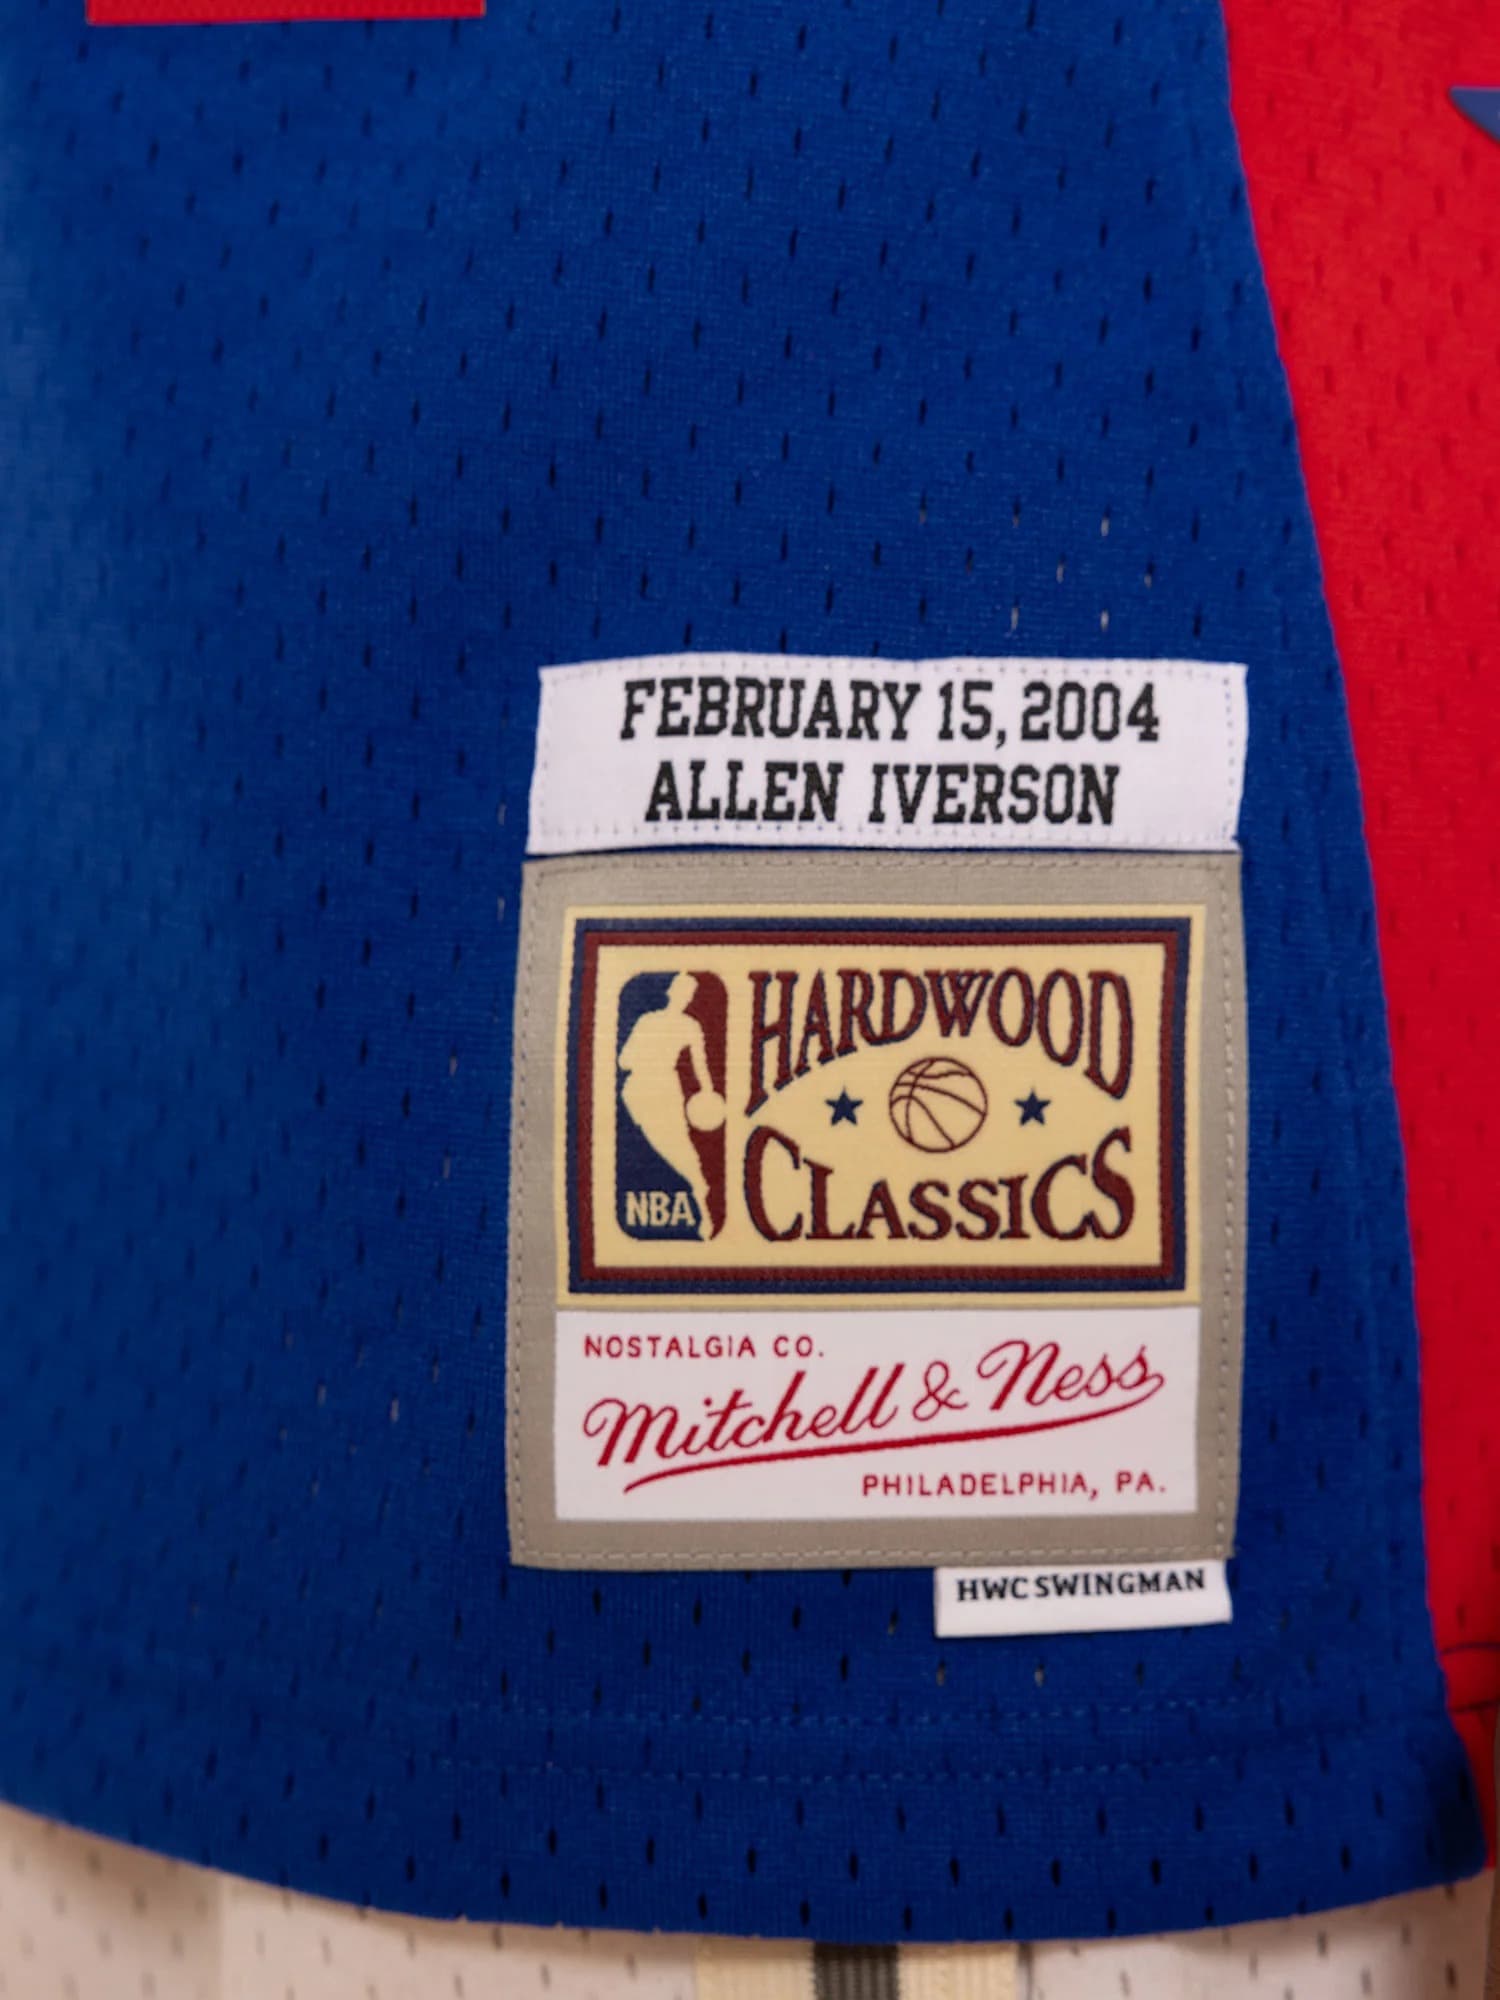 FEBRUARY 15, 2004
ALLEN IVERSON
HARDWOOD
CLASSICS
NBA
NOSTALGIA CO.
Mitchell & Ness
PHILADELPHIA, PA.
HWC SWINGMAN